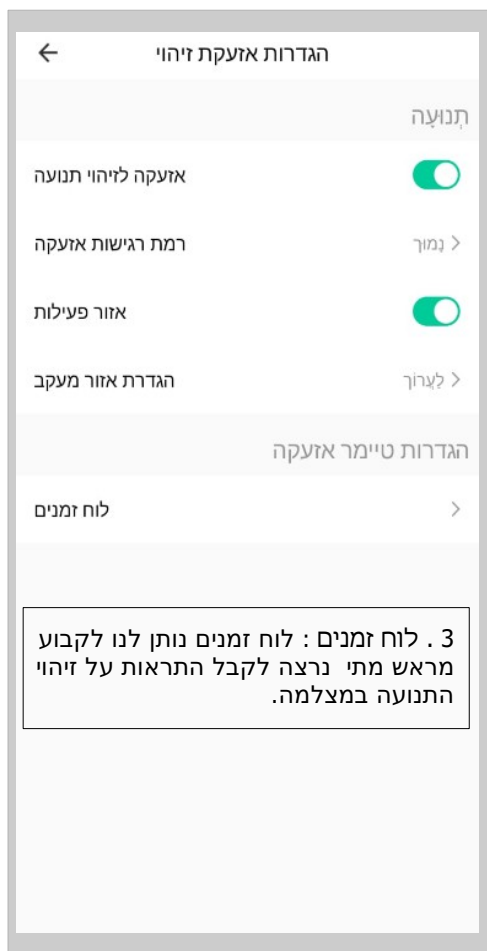 הגדרות אזעקת זיהוי
תְנוּעָה
אזעקה לזיהוי תנועה
רמת רגישות אזעקה
נָמוּך
אזור פעילות
הגדרת אזור מעקב
לַעֲרוֹך
הגדרות טיימר אזעקה
לוח זמנים
3 . לוח זמנים : לוח זמנים נותן לנו לקבוע
מראש מתי נרצה לקבל התראות על זיהוי
התנועה במצלמה.